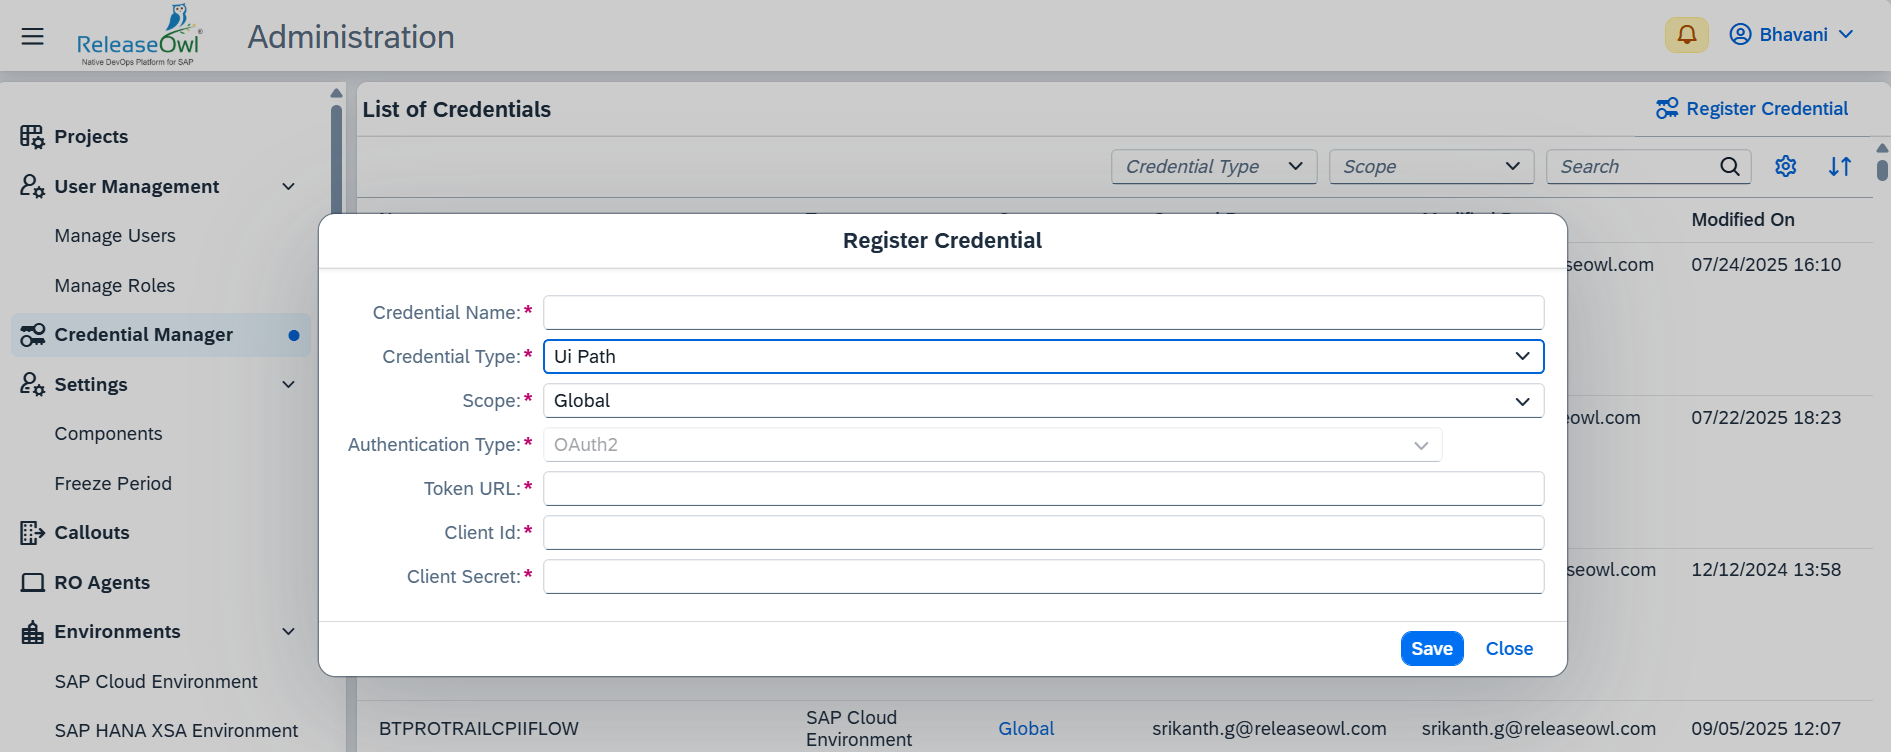 ReleaseOwl
Native DevOps Platform for SAP
Administration
Bhavani
Projects
User Management
Manage Users
Manage Roles
Credential Manager
Settings
Components
Freeze Period
Callouts
RO Agents
Environments
SAP Cloud Environment
SAP HANA XSA Environment
List of Credentials
Register Credential
Credential Type
Scope
Search
Modified On
seowl.com 07/24/2025 16:10
eowl.com 07/22/2025 18:23
seowl.com 12/12/2024 13:58
Register Credential
Credential Name:*
Credential Type:* Ui Path
Scope:* Global
Authentication Type:* OAuth2
Token URL:*
Client Id:*
Client Secret:*
Save Close
BTPROTRAILCPIIFLOW SAP Cloud Environment Global srikanth.g@releaseowl.com srikanth.g@releaseowl.com 09/05/2025 12:07